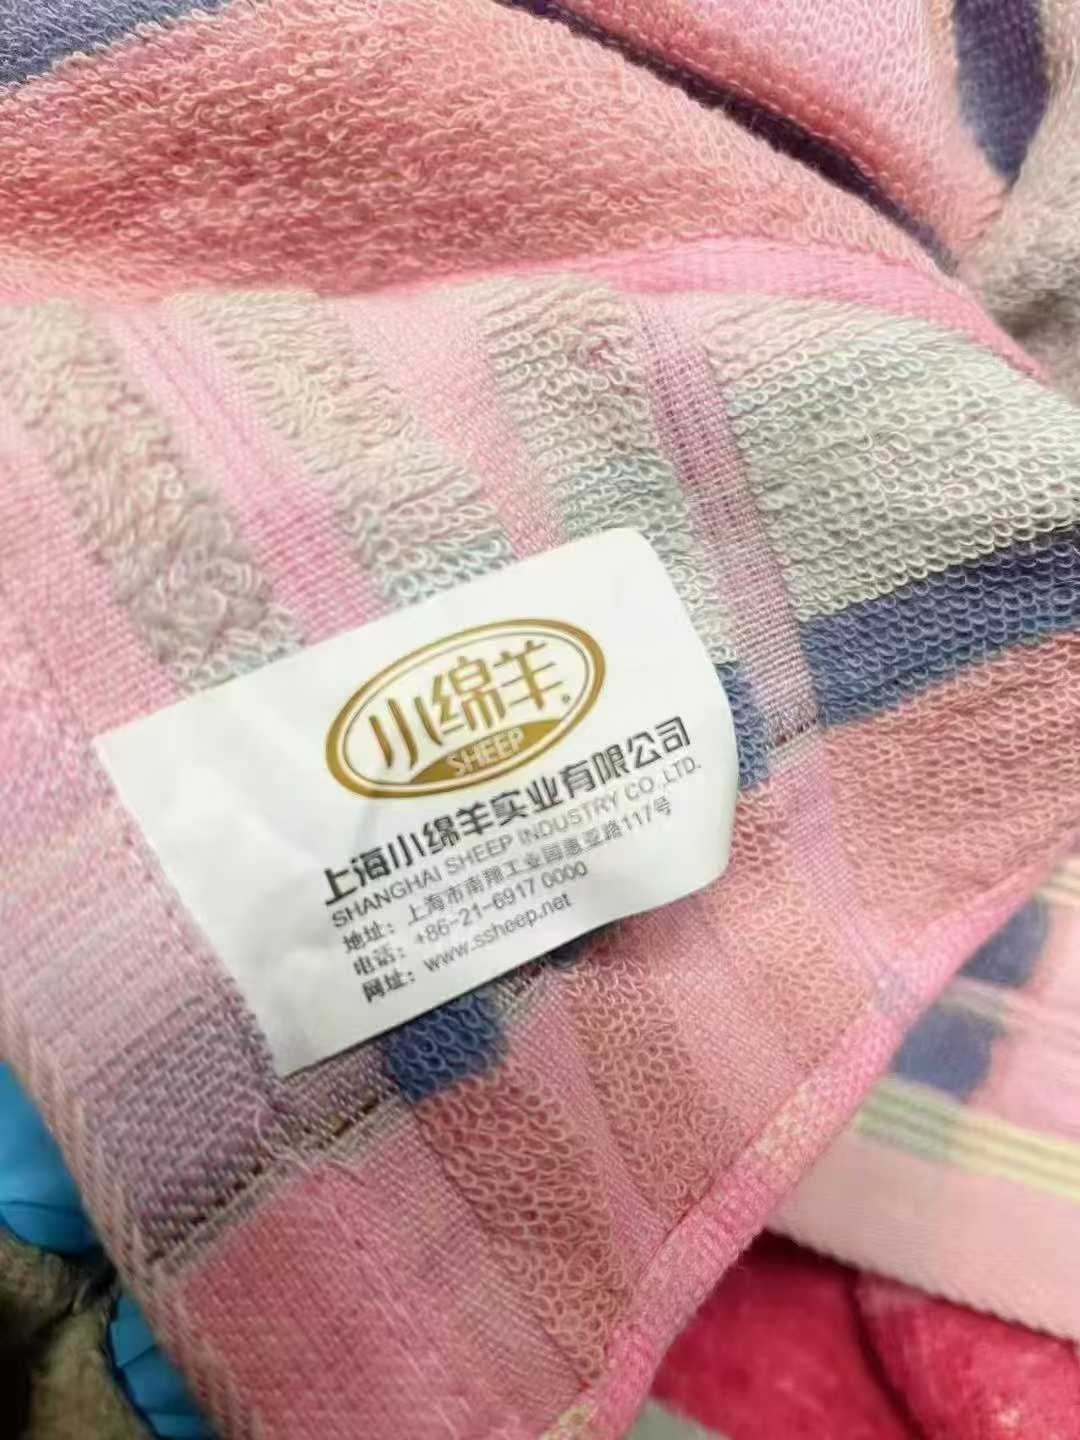 小绵羊®
SHEEP
上海小绵羊实业有限公司
SHANGHAI SHEEP INDUSTRY CO.,LTD.
地址：上海市南翔工业园惠亚路117号
电话：+86-21-6917 0000
网址：www.ssheep.net